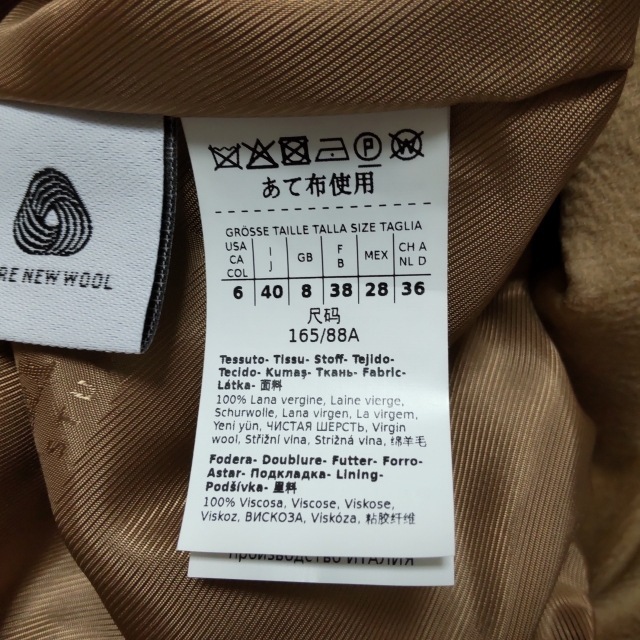 あて布使用
GRÖSSE TAILLE TALLA SIZE TAGLIA
USA CA COL
I J
GB
F B
MEX
CH A NL D
6 40 8 38 28 36
尺码
165/88A
Tessuto- Tissu- Stoff- Tejido-
Tecido- Kumaş- Ткань- Fabric-
Látka- 面料
100% Lana vergine, Laine vierge,
Schurwolle, Lana virgen, La virgem,
Yeni yün, ЧИСТАЯ ШЕРСТЬ, Virgin
wool, Střižní vlna, Strižná vlna, 绵羊毛
Fodera- Doublure- Futter- Forro-
Astar- Подкладка- Lining-
Podšívka- 里料
100% Viscosa, Viscose, Viskose,
Viskoz, ВИСКОЗА, Viskóza, 粘胶纤维
производство ИТАЛИЯ
RE NEW WOOL